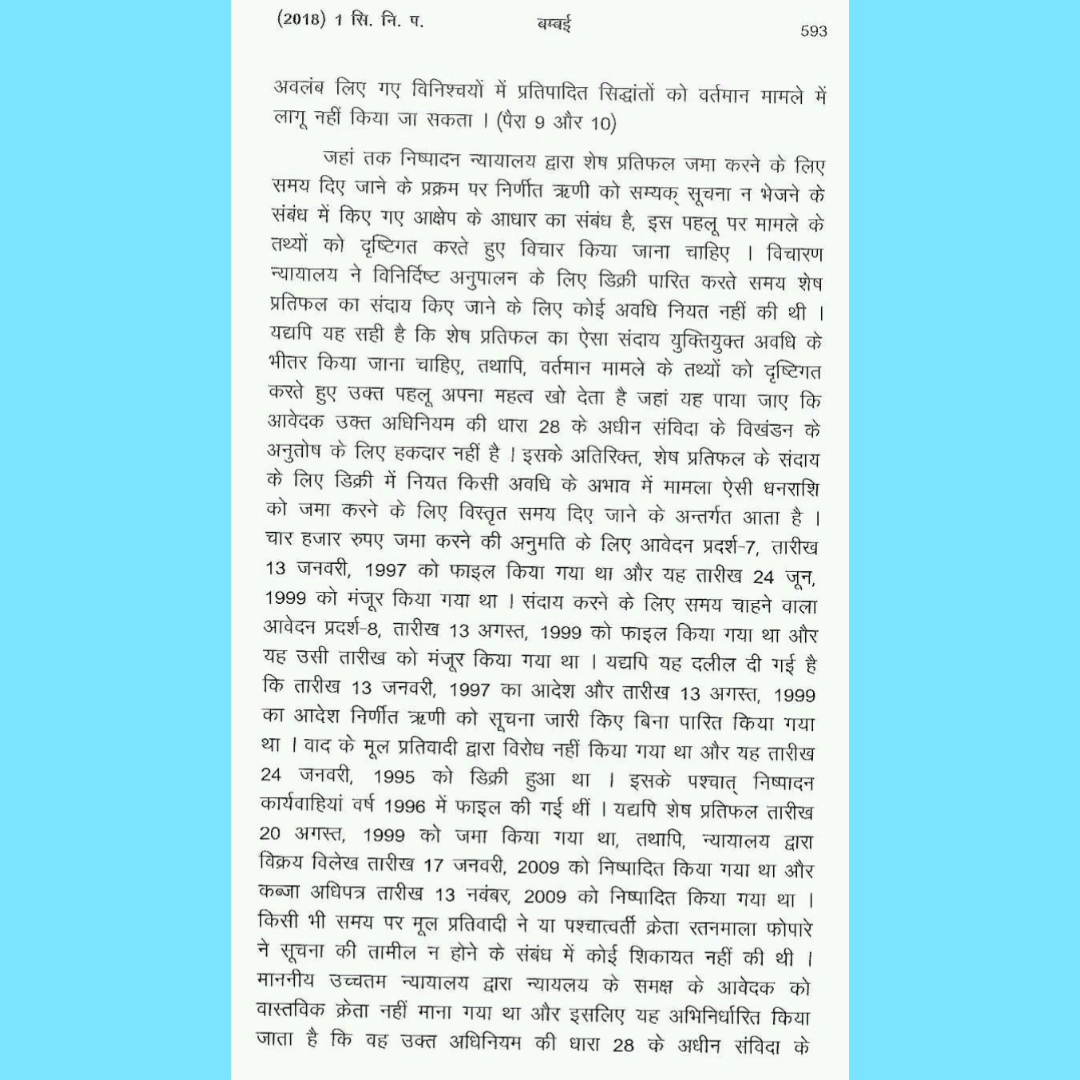 (2018) 1 सि. नि. प.
बम्बई
593
अवलंब लिए गए विनिश्चयों में प्रतिपादित सिद्धांतों को वर्तमान मामले में
लागू नहीं किया जा सकता । (पैरा 9 और 10)
जहां तक निष्पादन न्यायालय द्वारा शेष प्रतिफल जमा करने के लिए
समय दिए जाने के प्रक्रम पर निर्णीत ऋणी को सम्यक् सूचना न भेजने के
संबंध में किए गए आक्षेप के आधार का संबंध है, इस पहलू पर मामले के
तथ्यों को दृष्टिगत करते हुए विचार किया जाना चाहिए । विचारण
न्यायालय ने विनिर्दिष्ट अनुपालन के लिए डिक्री पारित करते समय शेष
प्रतिफल का संदाय किए जाने के लिए कोई अवधि नियत नहीं की थी ।
यद्यपि यह सही है कि शेष प्रतिफल का ऐसा संदाय युक्तियुक्त अवधि के
भीतर किया जाना चाहिए, तथापि, वर्तमान मामले के तथ्यों को दृष्टिगत
करते हुए उक्त पहलू अपना महत्व खो देता है जहां यह पाया जाए कि
आवेदक उक्त अधिनियम की धारा 28 के अधीन संविदा के विखंडन के
अनुतोष के लिए हकदार नहीं है । इसके अतिरिक्त, शेष प्रतिफल के संदाय
के लिए डिक्री में नियत किसी अवधि के अभाव में मामला ऐसी धनराशि
को जमा करने के लिए विस्तृत समय दिए जाने के अन्तर्गत आता है ।
चार हजार रुपए जमा करने की अनुमति के लिए आवेदन प्रदर्श-7, तारीख
13 जनवरी, 1997 को फाइल किया गया था और यह तारीख 24 जून,
1999 को मंजूर किया गया था । संदाय करने के लिए समय चाहने वाला
आवेदन प्रदर्श-8, तारीख 13 अगस्त, 1999 को फाइल किया गया था और
यह उसी तारीख को मंजूर किया गया था । यद्यपि यह दलील दी गई है
कि तारीख 13 जनवरी, 1997 का आदेश और तारीख 13 अगस्त, 1999
का आदेश निर्णीत ऋणी को सूचना जारी किए बिना पारित किया गया
था । वाद के मूल प्रतिवादी द्वारा विरोध नहीं किया गया था और यह तारीख
24 जनवरी, 1995 को डिक्री हुआ था । इसके पश्चात् निष्पादन
कार्यवाहियां वर्ष 1996 में फाइल की गई थीं । यद्यपि शेष प्रतिफल तारीख
20 अगस्त, 1999 को जमा किया गया था, तथापि, न्यायालय द्वारा
विक्रय विलेख तारीख 17 जनवरी, 2009 को निष्पादित किया गया था और
कब्जा अधिपत्र तारीख 13 नवंबर, 2009 को निष्पादित किया गया था ।
किसी भी समय पर मूल प्रतिवादी ने या पश्चात्वर्ती क्रेता रतनमाला फोपारे
ने सूचना की तामील न होने के संबंध में कोई शिकायत नहीं की थी ।
माननीय उच्चतम न्यायालय द्वारा न्यायलय के समक्ष के आवेदक को
वास्तविक क्रेता नहीं माना गया था और इसलिए यह अभिनिर्धारित किया
जाता है कि वह उक्त अधिनियम की धारा 28 के अधीन संविदा के